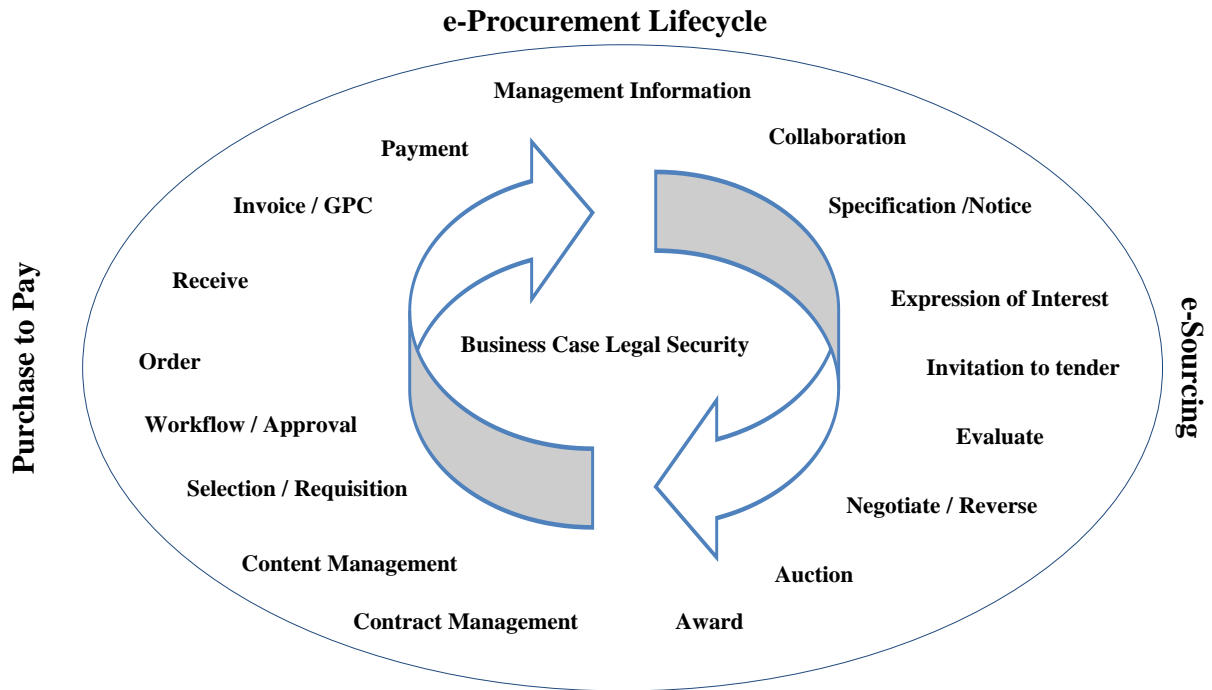 e-Procurement Lifecycle
Management Information
Collaboration
Payment
Specification /Notice
Invoice / GPC
Receive
Expression of Interest
Purchase to Pay
e-Sourcing
Business Case Legal Security
Order
Invitation to tender
Workflow / Approval
Evaluate
Selection / Requisition
Negotiate / Reverse
Content Management
Auction
Contract Management
Award